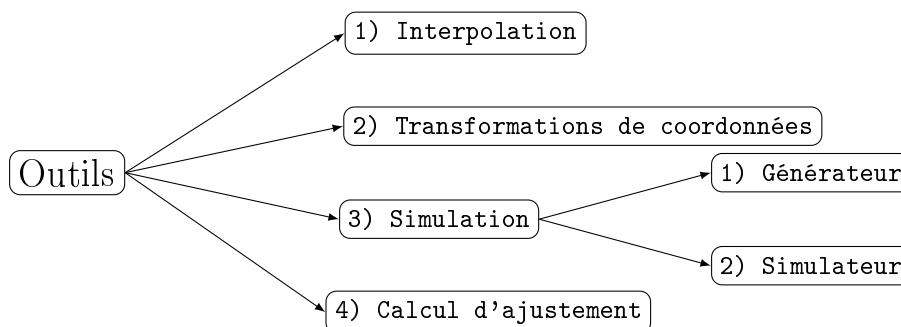 Outils
1) Interpolation
2) Transformations de coordonnées
3) Simulation
1) Générateur
2) Simulateur
4) Calcul d'ajustement